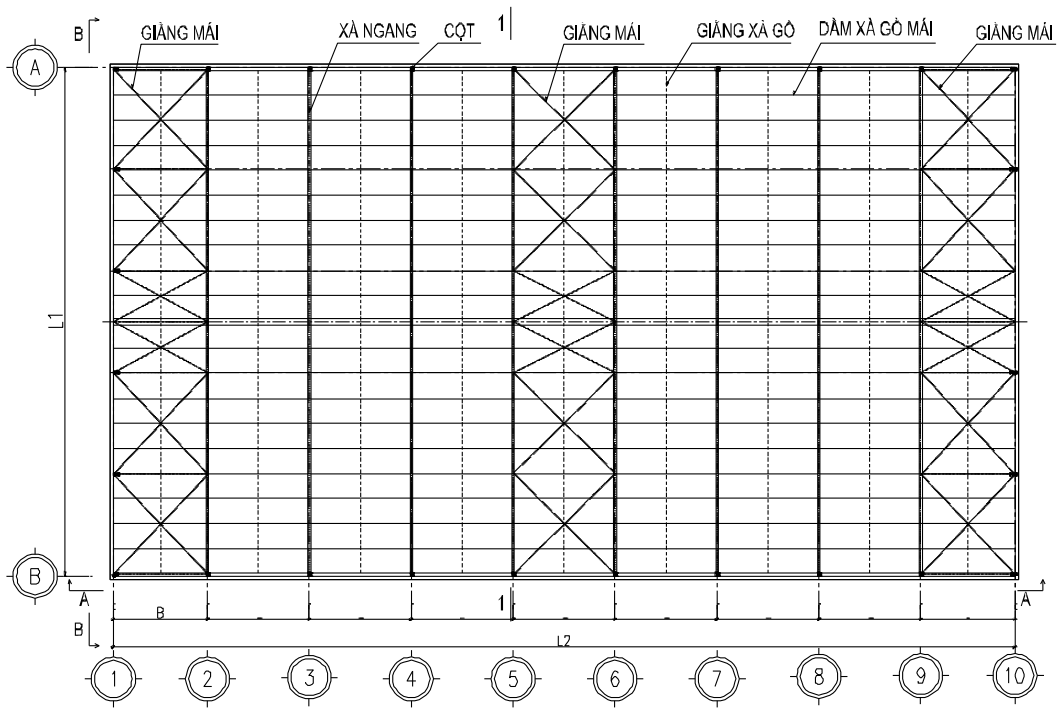 B
1
GIẰNG MÁI
XÀ NGANG
CỘT
GIẰNG MÁI
GIẰNG XÀ GỒ
DẦM XÀ GỒ MÁI
GIẰNG MÁI
A
L1
B
A
A
B
1
B
L2
1
2
3
4
5
6
7
8
9
10